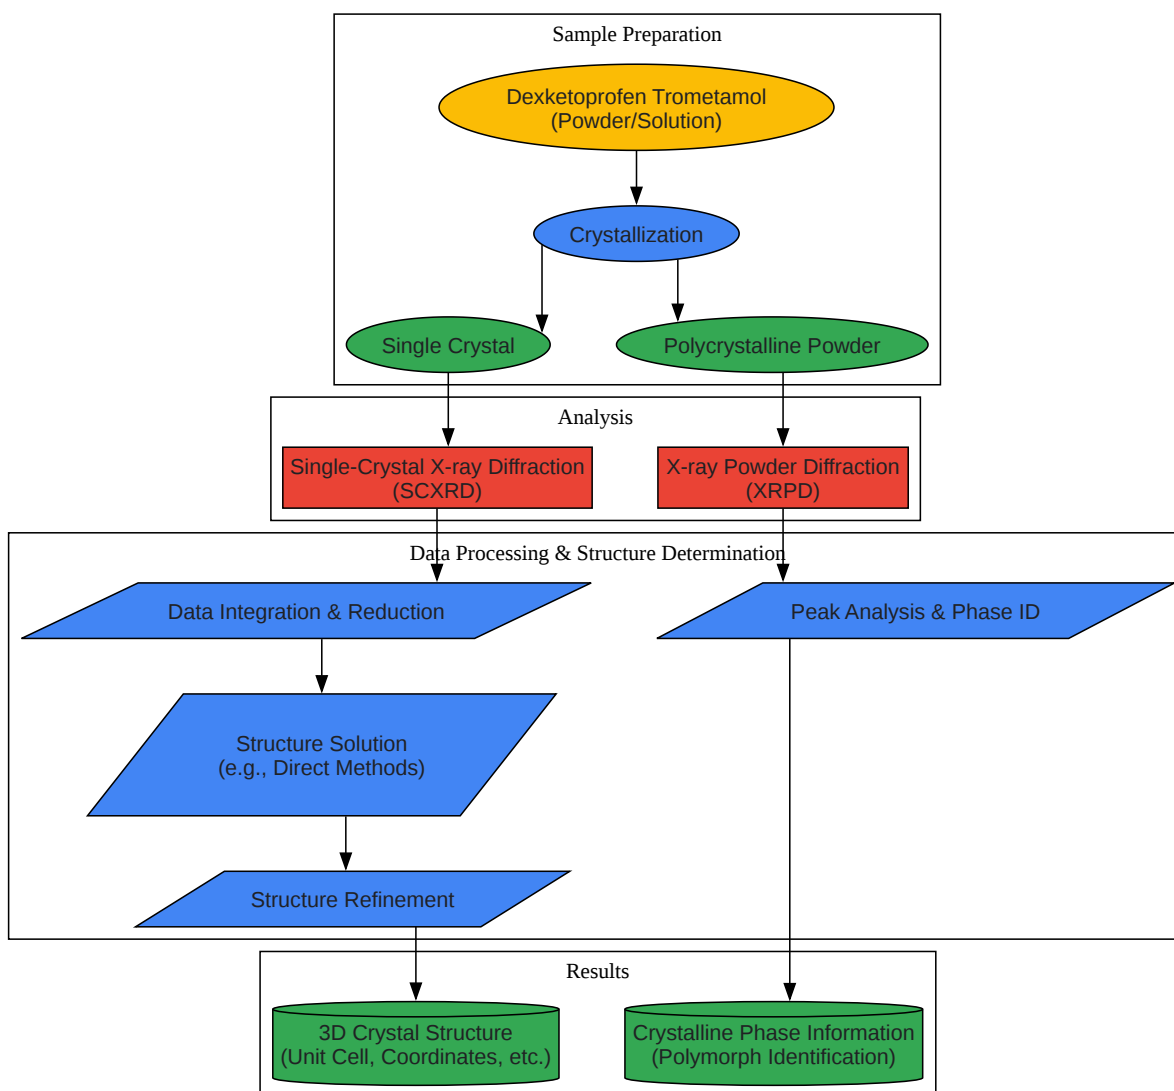 Sample Preparation
Dexketoprofen Trometamol
(Powder/Solution)
Crystallization
Single Crystal
Polycrystalline Powder
Analysis
Single-Crystal X-ray Diffraction
(SCXRD)
X-ray Powder Diffraction
(XRPD)
Data Processing & Structure Determination
Data Integration & Reduction
Peak Analysis & Phase ID
Structure Solution
(e.g., Direct Methods)
Structure Refinement
Results
3D Crystal Structure
(Unit Cell, Coordinates, etc.)
Crystalline Phase Information
(Polymorph Identification)